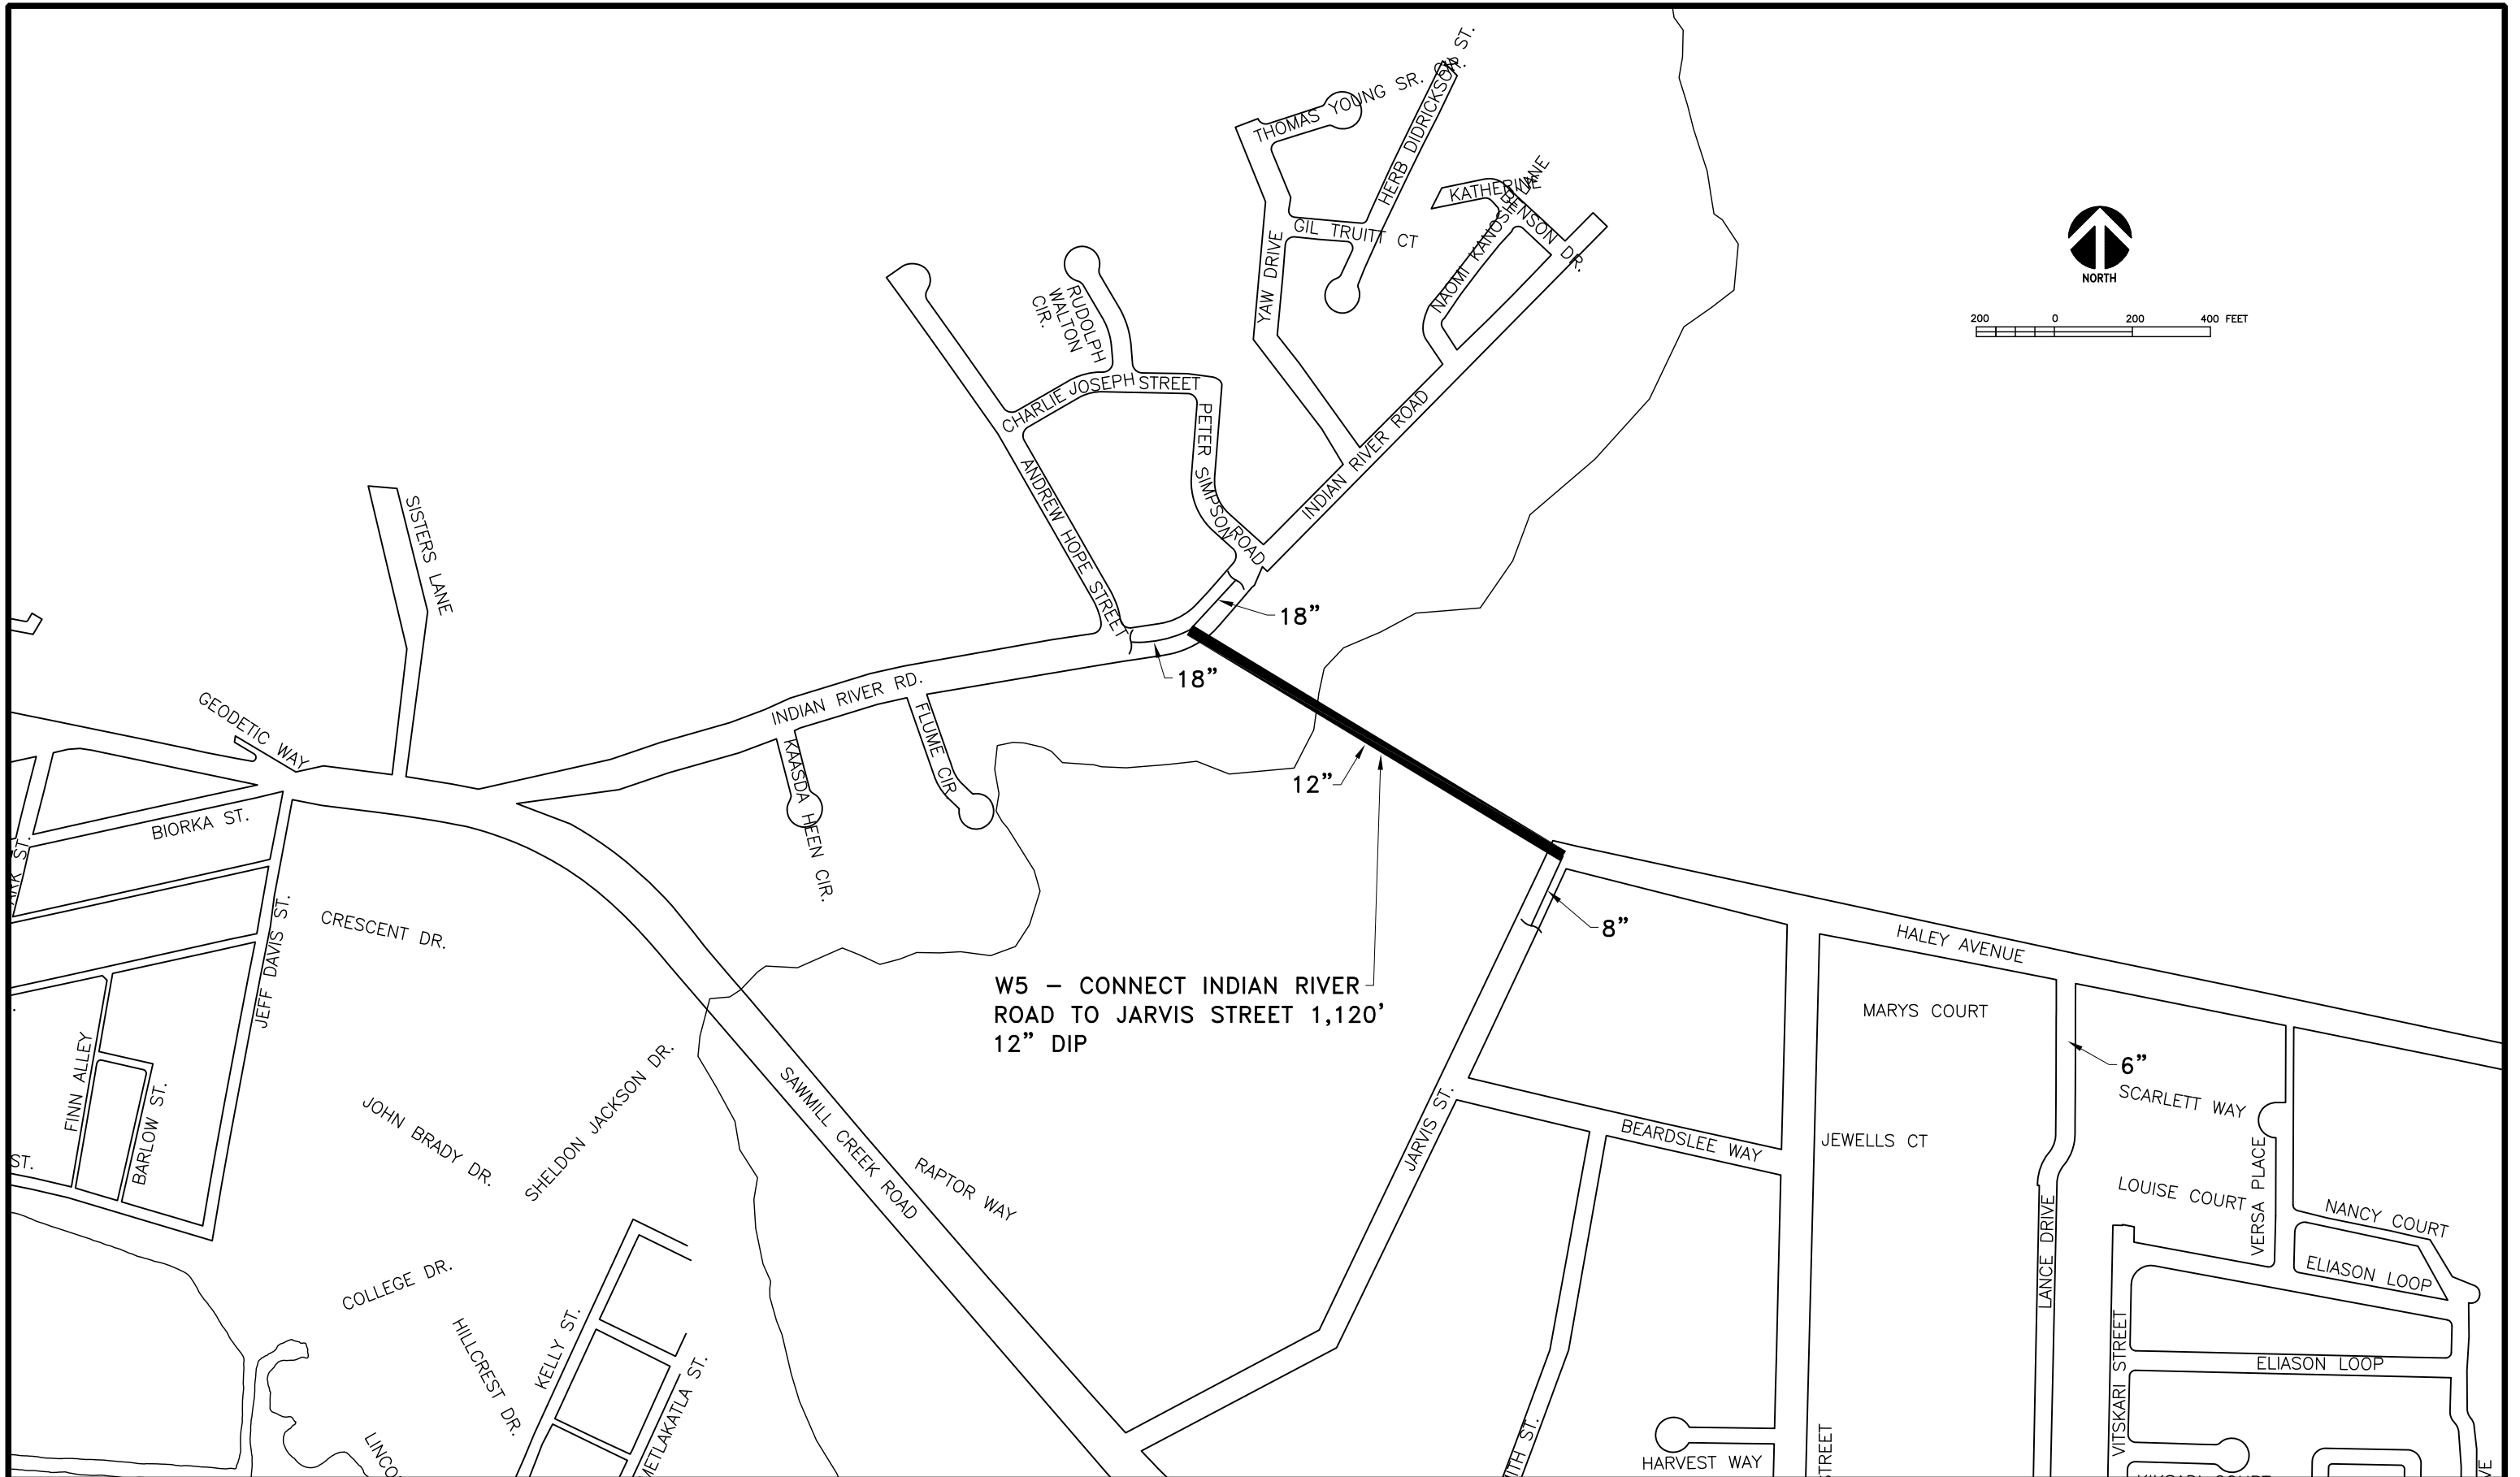 THOMAS YOUNG SR. CIR.
HERB DIDRICKSON ST.
KATHERINE
BENSON DR.
NAOMI KANOSH LANE
GIL TRUITT CT
YAW DRIVE
NORTH
200 0 200 400 FEET
RUDOLPH
WALTON
CIR.
CHARLIE JOSEPH STREET
PETER SIMPSON ROAD
INDIAN RIVER ROAD
ANDREW HOPE STREET
SISTERS LANE
18”
18”
INDIAN RIVER RD.
FLUME CIR
KAASDA HEEN CIR.
GEODETIC WAY
BIORKA ST.
12”
8”
CRESCENT DR.
JEFF DAVIS ST.
HALEY AVENUE
W5 – CONNECT INDIAN RIVER
ROAD TO JARVIS STREET 1,120’
12” DIP
MARYS COURT
6”
SCARLETT WAY
FINN ALLEY
BARLOW ST.
JOHN BRADY DR.
SHELDON JACKSON DR.
SAWMILL CREEK ROAD
RAPTOR WAY
JARVIS ST.
BEARDSLEE WAY
JEWELLS CT
LOUISE COURT
VERSA PLACE
NANCY COURT
ST.
LANCE DRIVE
ELIASON LOOP
COLLEGE DR.
HILLCREST DR.
KELLY ST.
METLAKATLA ST.
VITSKARI STREET
ELIASON LOOP
HARVEST WAY
STREET